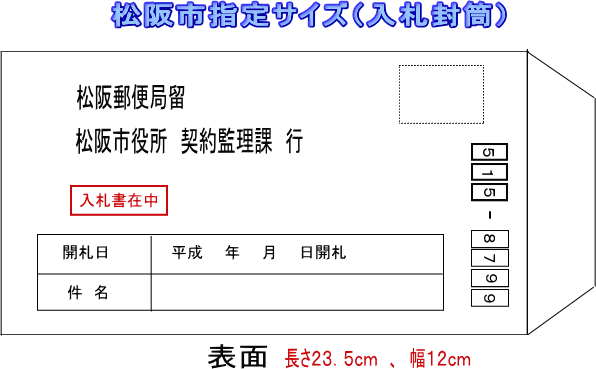 松阪市指定サイズ(入札封筒)
松阪郵便局留
松阪市役所 契約監理課 行
入札書在中
515-8799
開札日 平成 年 月 日開札
件 名
表面 長さ23.5cm 、 幅12cm